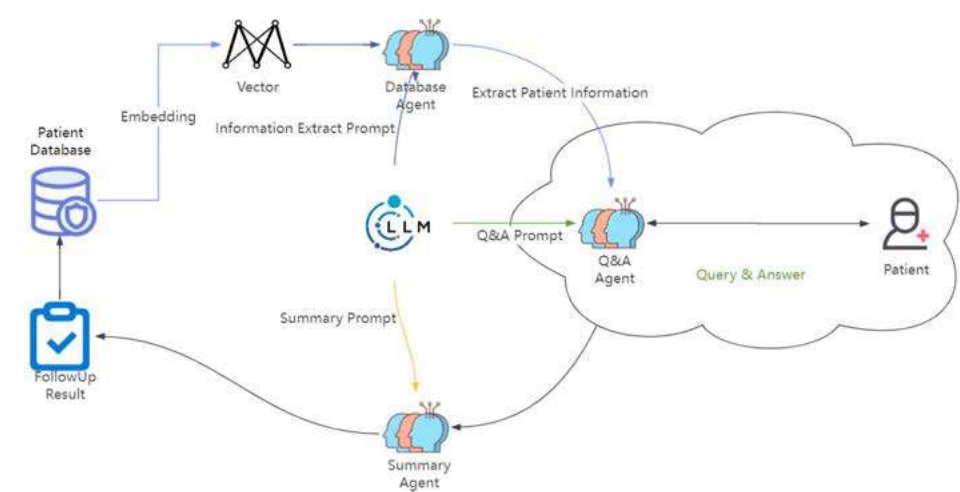 Vector
Database
Agent
Extract Patient Information
Embedding
Information Extract Prompt
Patient
Database
LLM
Q&A Prompt
Q&A
Agent
Query & Answer
Patient
Summary Prompt
FollowUp
Result
Summary
Agent